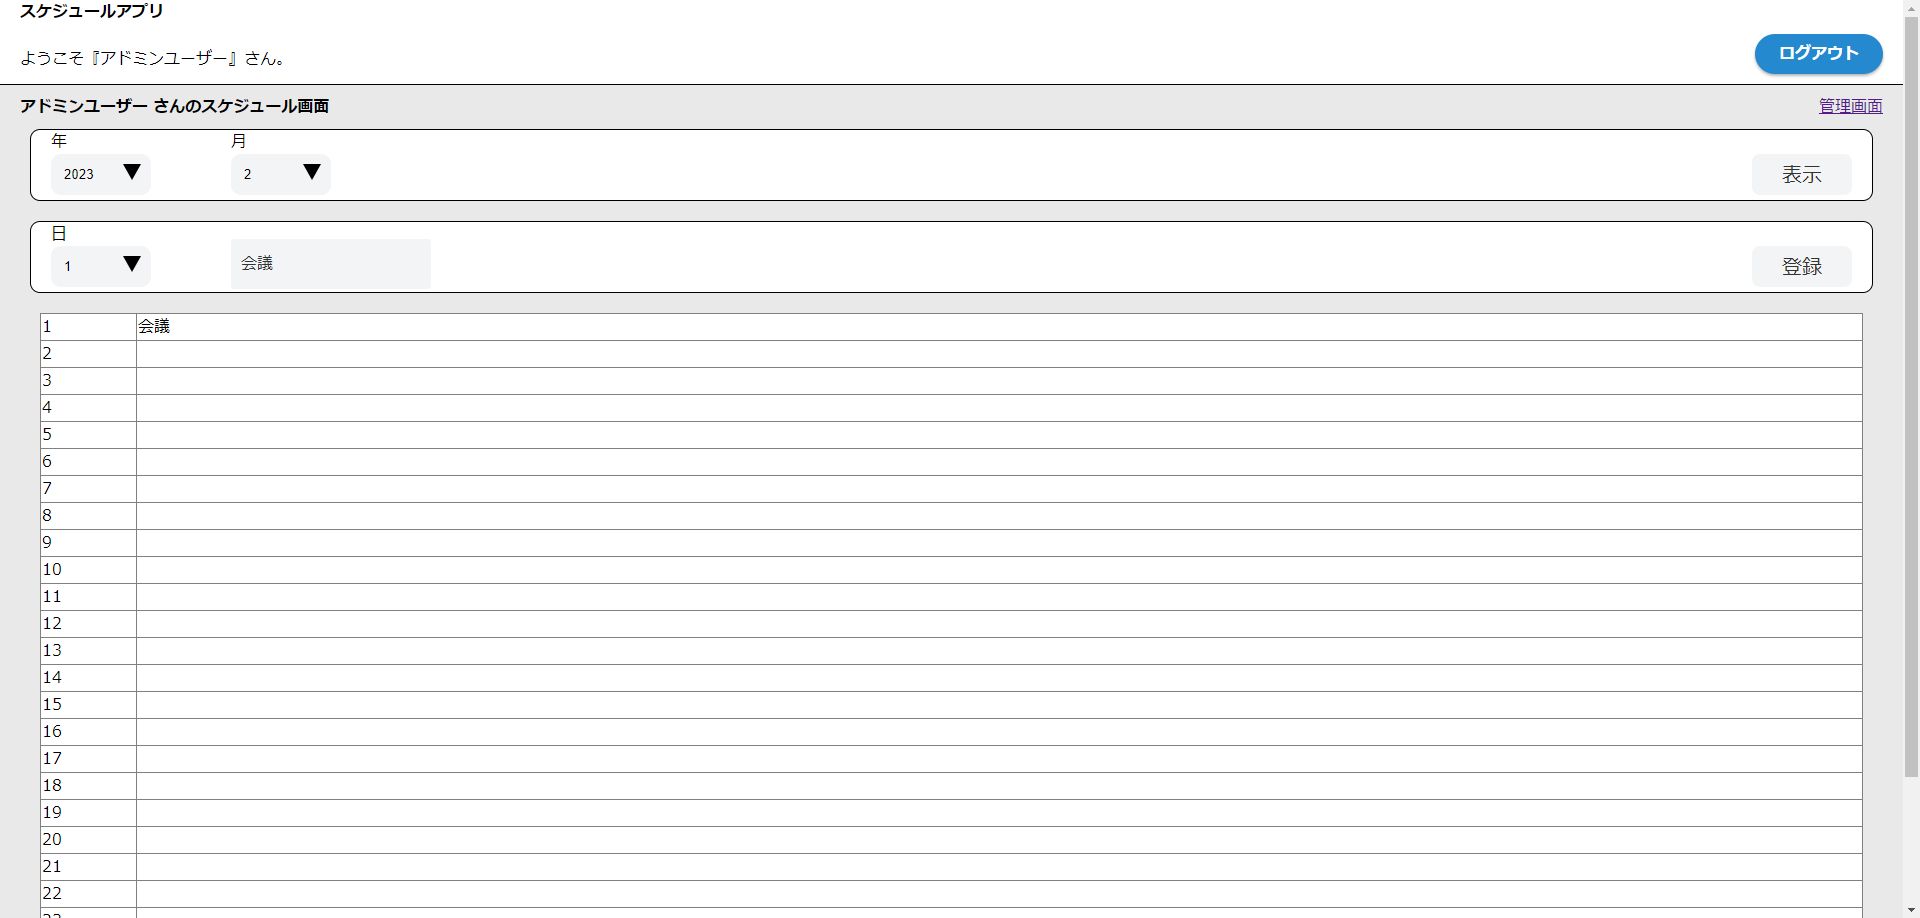 スケジュールアプリ
ようこそ『アドミンユーザー』さん。
ログアウト
アドミンユーザー さんのスケジュール画面
管理画面
年 月
2023 ▼ 2 ▼ 表示
日
1 ▼ 会議 登録
1 会議
2
3
4
5
6
7
8
9
10
11
12
13
14
15
16
17
18
19
20
21
22